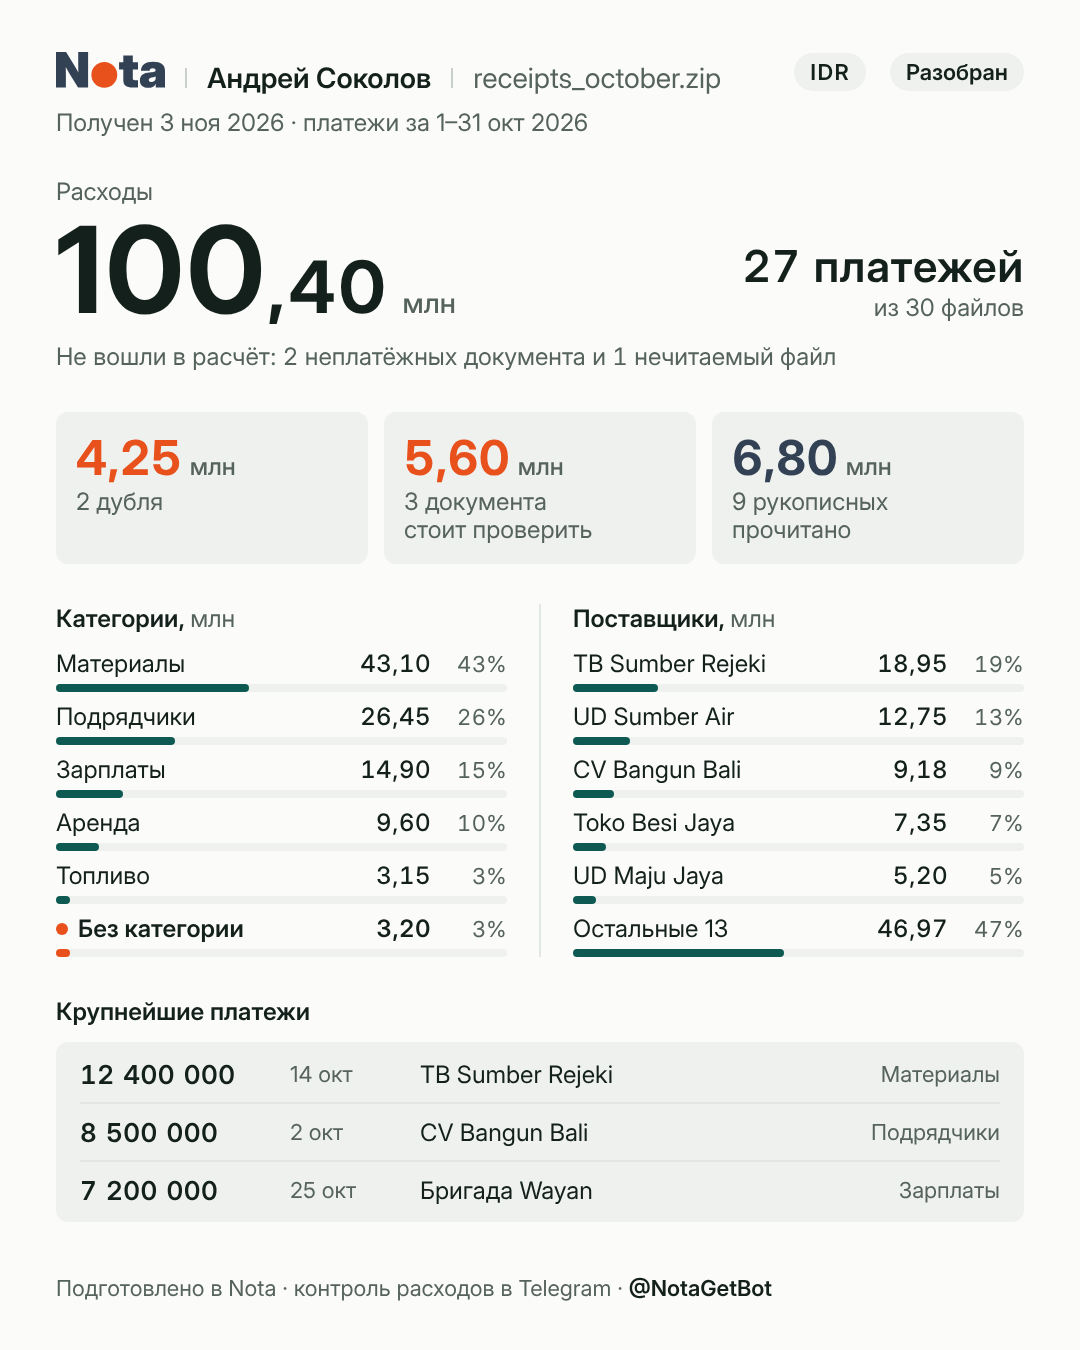 Nota | Андрей Соколов | receipts_october.zip IDR Разобран
Получен 3 ноя 2026 · платежи за 1–31 окт 2026
Расходы
100,40 млн
27 платежей
из 30 файлов
Не вошли в расчёт: 2 неплатёжных документа и 1 нечитаемый файл
4,25 млн
2 дубля
5,60 млн
3 документа
стоит проверить
6,80 млн
9 рукописных
прочитано
Категории, млн
Материалы 43,10 43%
Подрядчики 26,45 26%
Зарплаты 14,90 15%
Аренда 9,60 10%
Топливо 3,15 3%
Без категории 3,20 3%
Поставщики, млн
TB Sumber Rejeki 18,95 19%
UD Sumber Air 12,75 13%
CV Bangun Bali 9,18 9%
Toko Besi Jaya 7,35 7%
UD Maju Jaya 5,20 5%
Остальные 13 46,97 47%
Крупнейшие платежи
12 400 000 14 окт TB Sumber Rejeki Материалы
8 500 000 2 окт CV Bangun Bali Подрядчики
7 200 000 25 окт Бригада Wayan Зарплаты
Подготовлено в Nota · контроль расходов в Telegram · @NotaGetBot